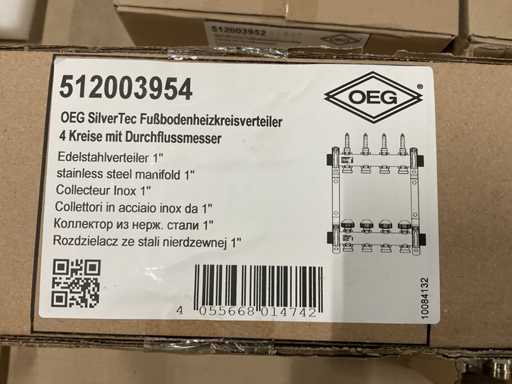 512003952
512003954
OEG
OEG SilverTec Fußbodenheizkreisverteiler
4 Kreise mit Durchflussmesser
Edelstahlverteiler 1"
stainless steel manifold 1"
Collecteur Inox 1"
Collettori in acciaio inox da 1"
Коллектор из нерж. стали 1"
Rozdzielacz ze stali nierdzewnej 1"
4 055668 014742
10084132